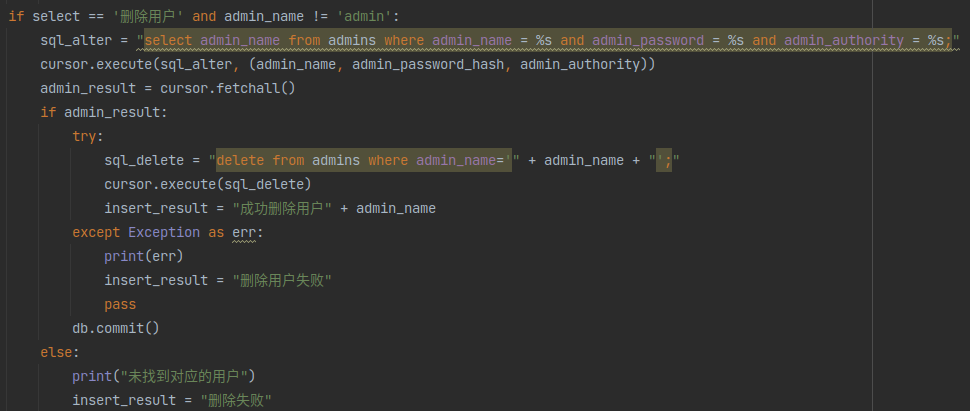 if select == '删除用户' and admin_name != 'admin':
    sql_alter = "select admin_name from admins where admin_name = %s and admin_password = %s and admin_authority = %s;"
    cursor.execute(sql_alter, (admin_name, admin_password_hash, admin_authority))
    admin_result = cursor.fetchall()
    if admin_result:
        try:
            sql_delete = "delete from admins where admin_name='" + admin_name + "';"
            cursor.execute(sql_delete)
            insert_result = "成功删除用户" + admin_name
        except Exception as err:
            print(err)
            insert_result = "删除用户失败"
            pass
        db.commit()
    else:
        print("未找到对应的用户")
        insert_result = "删除失败"